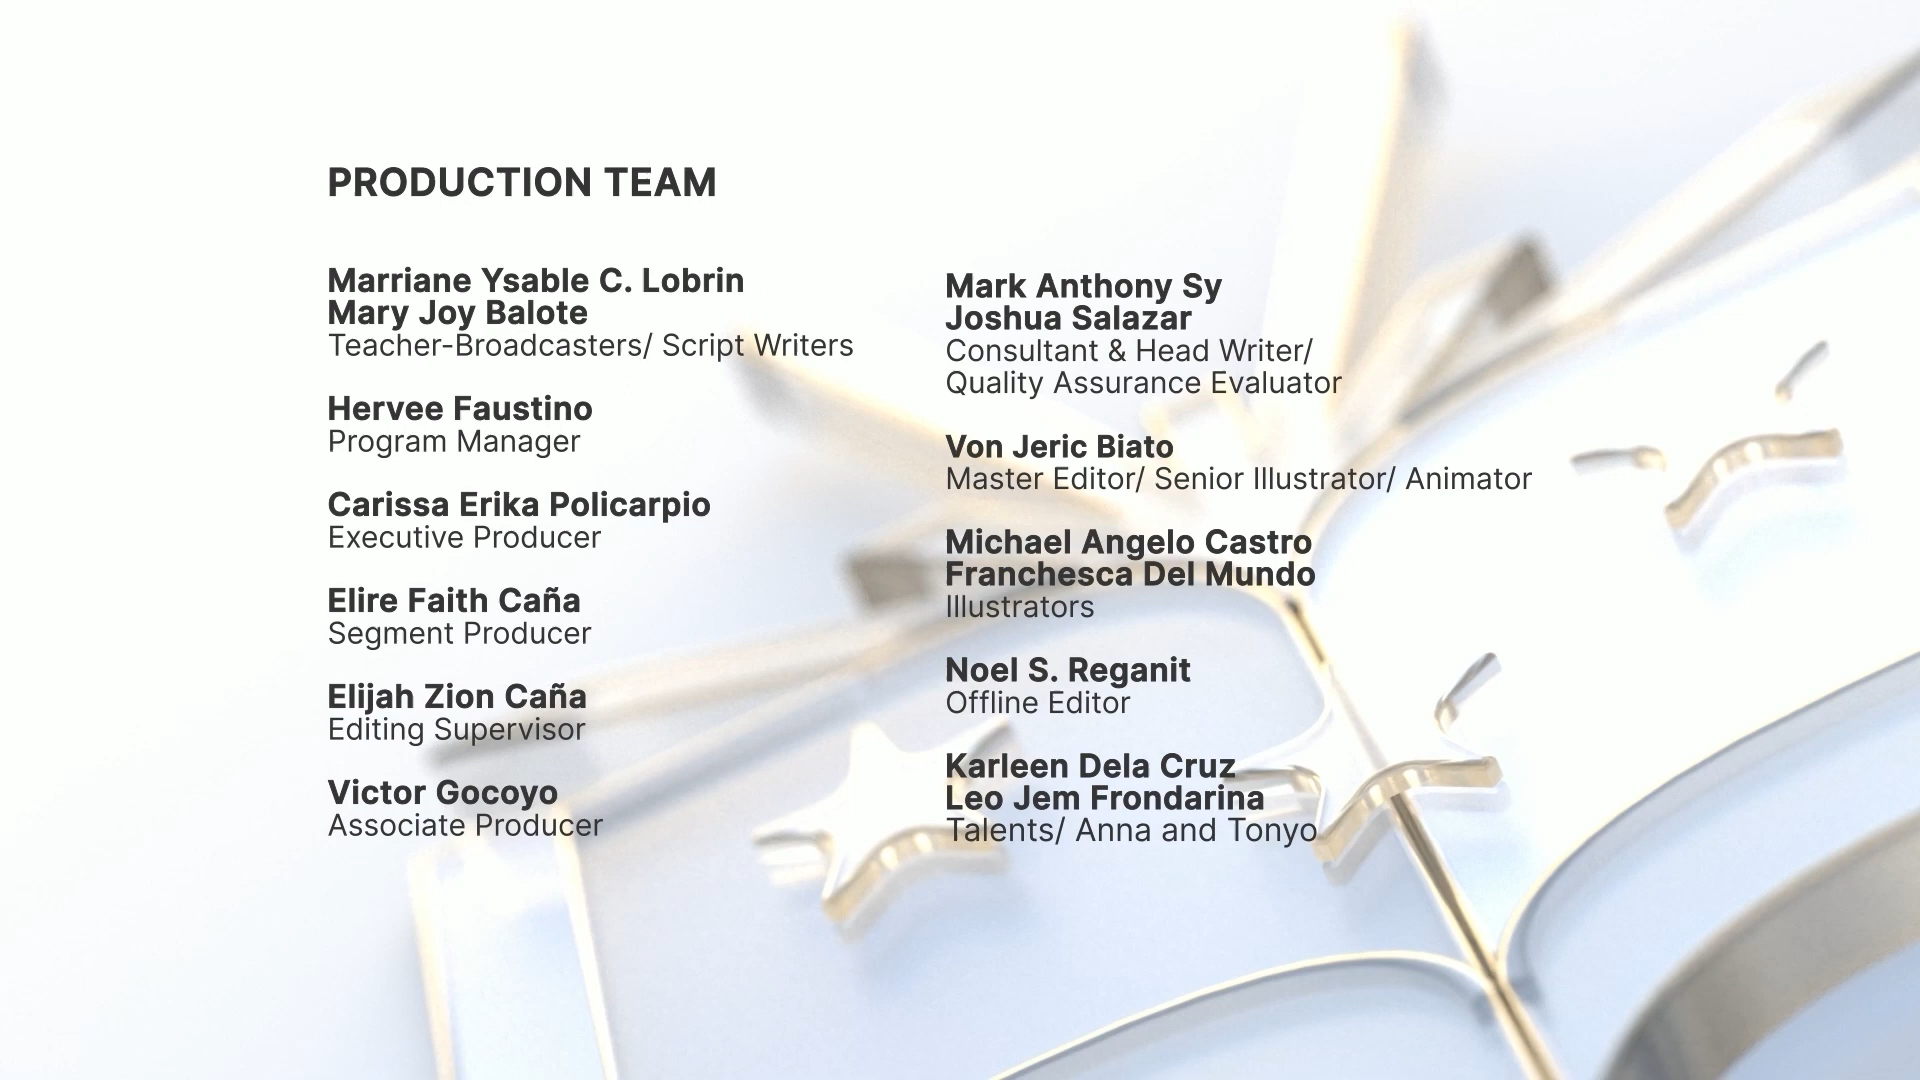 PRODUCTION TEAM
Marriane Ysable C. Lobrin
Mary Joy Balote
Teacher-Broadcasters/ Script Writers
Hervee Faustino
Program Manager
Carissa Erika Policarpio
Executive Producer
Elire Faith Caña
Segment Producer
Elijah Zion Caña
Editing Supervisor
Victor Gocoyo
Associate Producer
Mark Anthony Sy
Joshua Salazar
Consultant & Head Writer/
Quality Assurance Evaluator
Von Jeric Biato
Master Editor/ Senior Illustrator/ Animator
Michael Angelo Castro
Franchesca Del Mundo
Illustrators
Noel S. Reganit
Offline Editor
Karleen Dela Cruz
Leo Jem Frondarina
Talents/ Anna and Tonyo